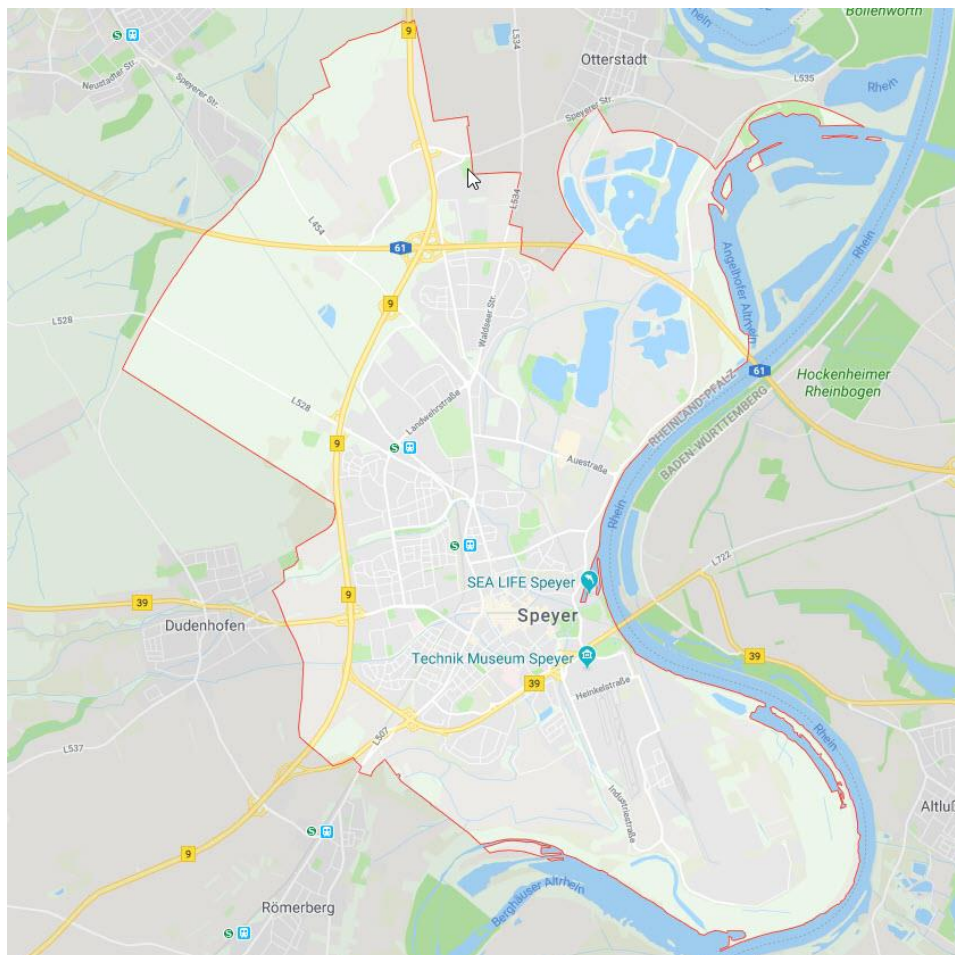 Bollenwörth
9
L534
S
Otterstadt
Neustadter Str.
Speyerer Str.
L535
Rhein
Rhein
Speyerer Str.
L534
L454
61
Rhein
Angelhofer Altrhein
9
Waldseer Str.
L528
61
RHEINLAND-PFALZ
BADEN-WÜRTTEMBERG
Hockenheimer
Rheinbogen
L528
Landwehrstraße
9
S
Auestraße
Rhein
S
L722
SEA LIFE Speyer
39
9
Speyer
Dudenhofen
Technik Museum Speyer
39
39
Heinkelstraße
L507
Rhein
L537
Industriestraße
Altluß
S
9
Berghäuser Altrhein
Römerberg
S